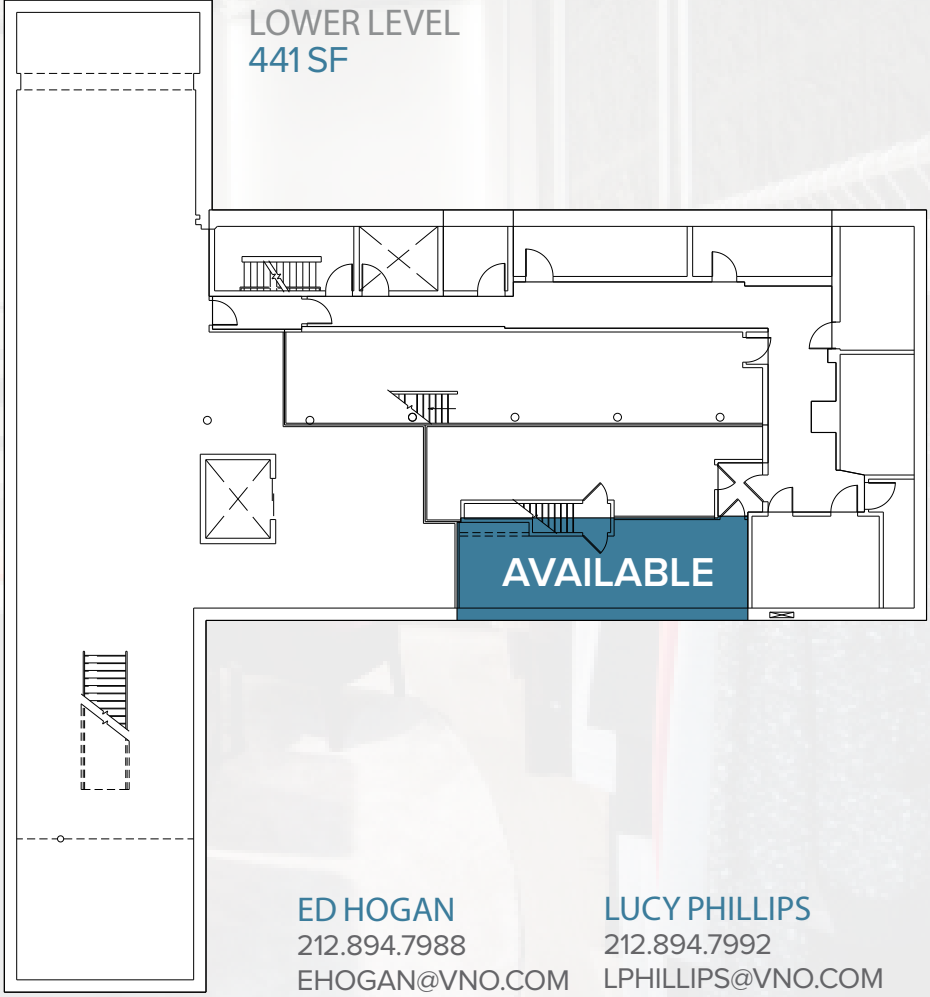 LOWER LEVEL
441 SF
AVAILABLE
ED HOGAN
212.894.7988
EHOGAN@VNO.COM
LUCY PHILLIPS
212.894.7992
LPHILLIPS@VNO.COM